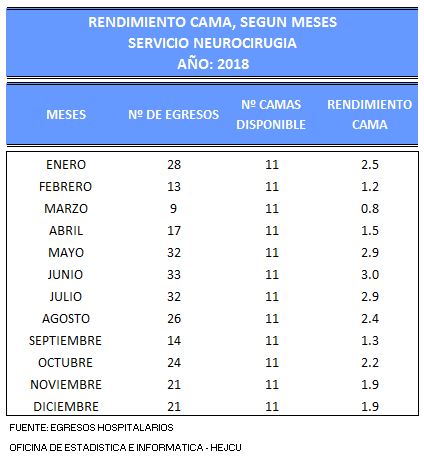 RENDIMIENTO CAMA, SEGUN MESES
SERVICIO NEUROCIRUGIA
AÑO: 2018
MESES Nº DE EGRESOS Nº CAMAS DISPONIBLE RENDIMIENTO CAMA
ENERO 28 11 2.5
FEBRERO 13 11 1.2
MARZO 9 11 0.8
ABRIL 17 11 1.5
MAYO 32 11 2.9
JUNIO 33 11 3.0
JULIO 32 11 2.9
AGOSTO 26 11 2.4
SEPTIEMBRE 14 11 1.3
OCTUBRE 24 11 2.2
NOVIEMBRE 21 11 1.9
DICIEMBRE 21 11 1.9
FUENTE: EGRESOS HOSPITALARIOS
OFICINA DE ESTADISTICA E INFORMATICA - HEJCU